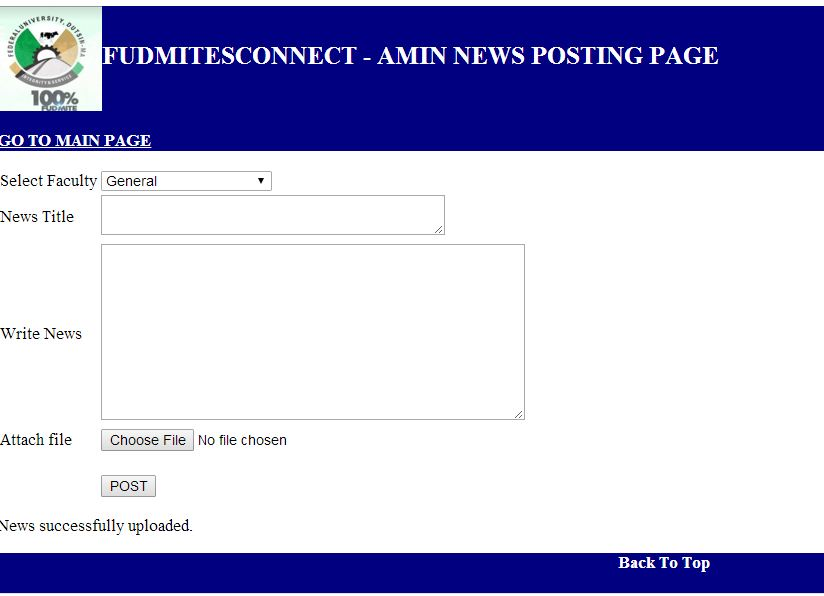 FEDERAL UNIVERSITY, DUTSIN-MA
INTEGRITY & SERVICE
100%
FUDMITE
FUDMITESCONNECT - AMIN NEWS POSTING PAGE
GO TO MAIN PAGE
Select Faculty General
News Title
Write News
Attach file Choose File No file chosen
POST
News successfully uploaded.
Back To Top